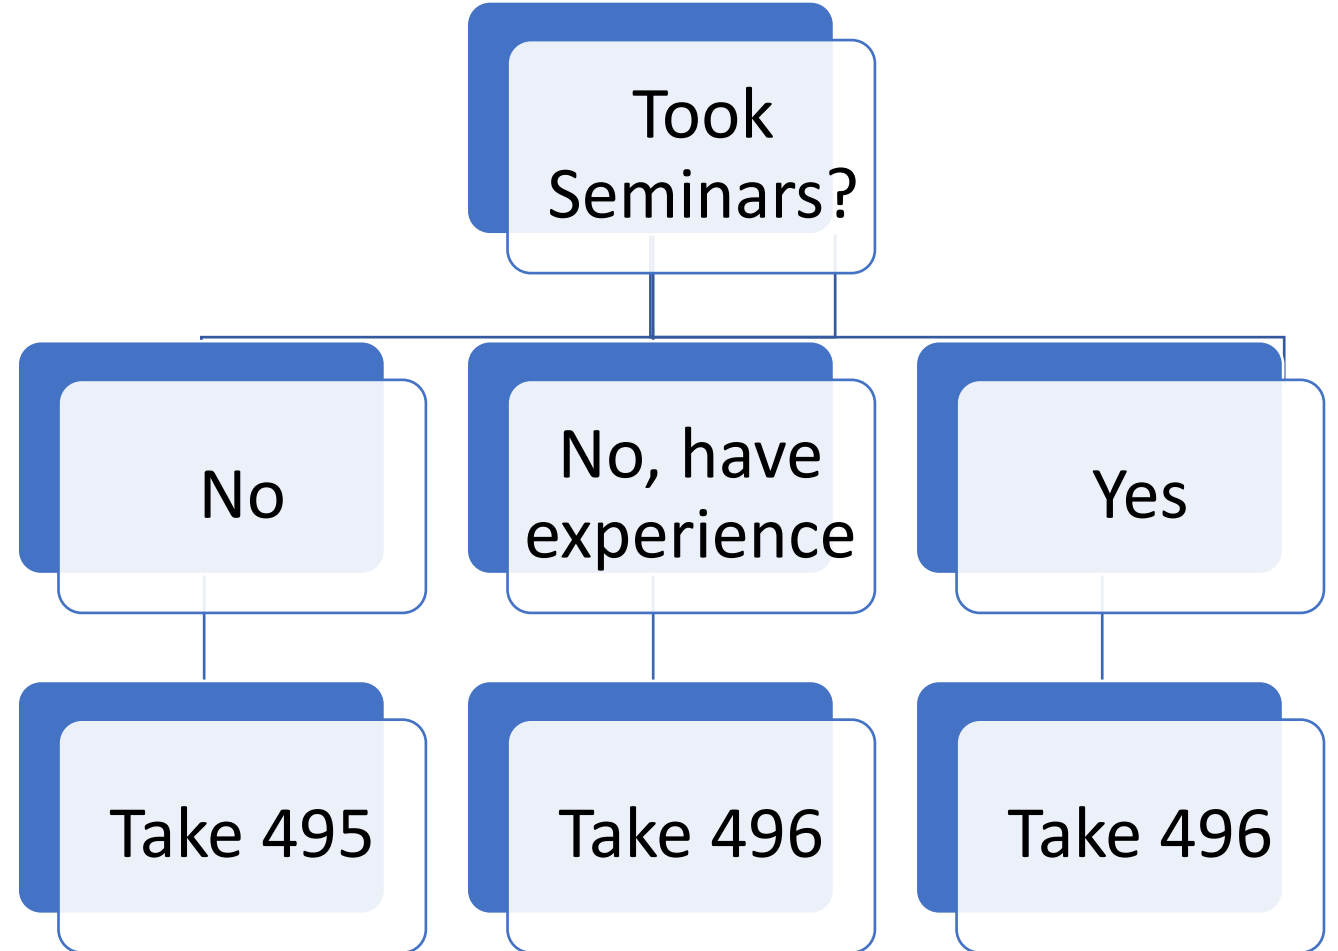 Took
Seminars?
No
No, have
experience
Yes
Take 495
Take 496
Take 496